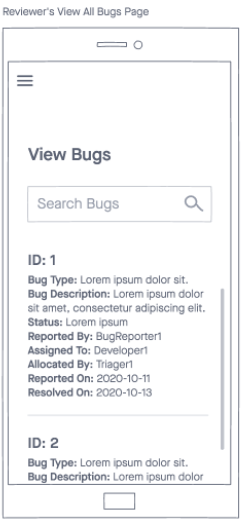 Reviewer's View All Bugs Page
View Bugs
Search Bugs
ID: 1
Bug Type: Lorem ipsum dolor sit.
Bug Description: Lorem ipsum dolor
sit amet, consectetur adipiscing elit.
Status: Lorem ipsum
Reported By: BugReporter1
Assigned To: Developer1
Allocated By: Triager1
Reported On: 2020-10-11
Resolved On: 2020-10-13
ID: 2
Bug Type: Lorem ipsum dolor sit.
Bug Description: Lorem ipsum dolor